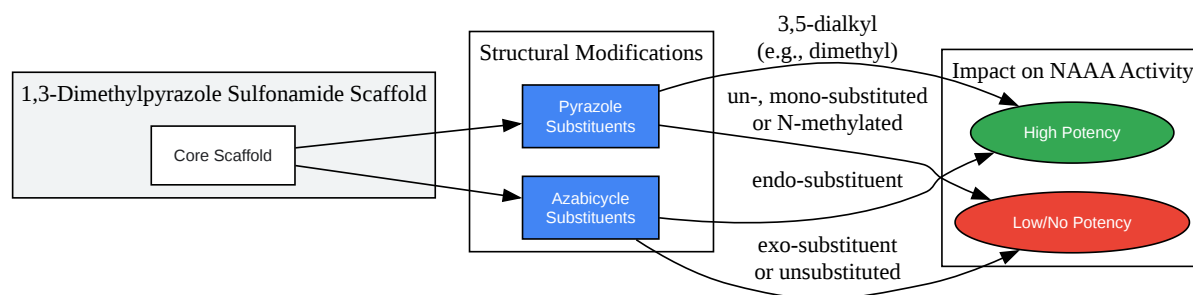 1,3-Dimethylpyrazole Sulfonamide Scaffold
Core Scaffold
Structural Modifications
Pyrazole
Substituents
Azabicycle
Substituents
3,5-dialkyl
(e.g., dimethyl)
un-, mono-substituted
or N-methylated
endo-substituent
exo-substituent
or unsubstituted
Impact on NAAA Activity
High Potency
Low/No Potency